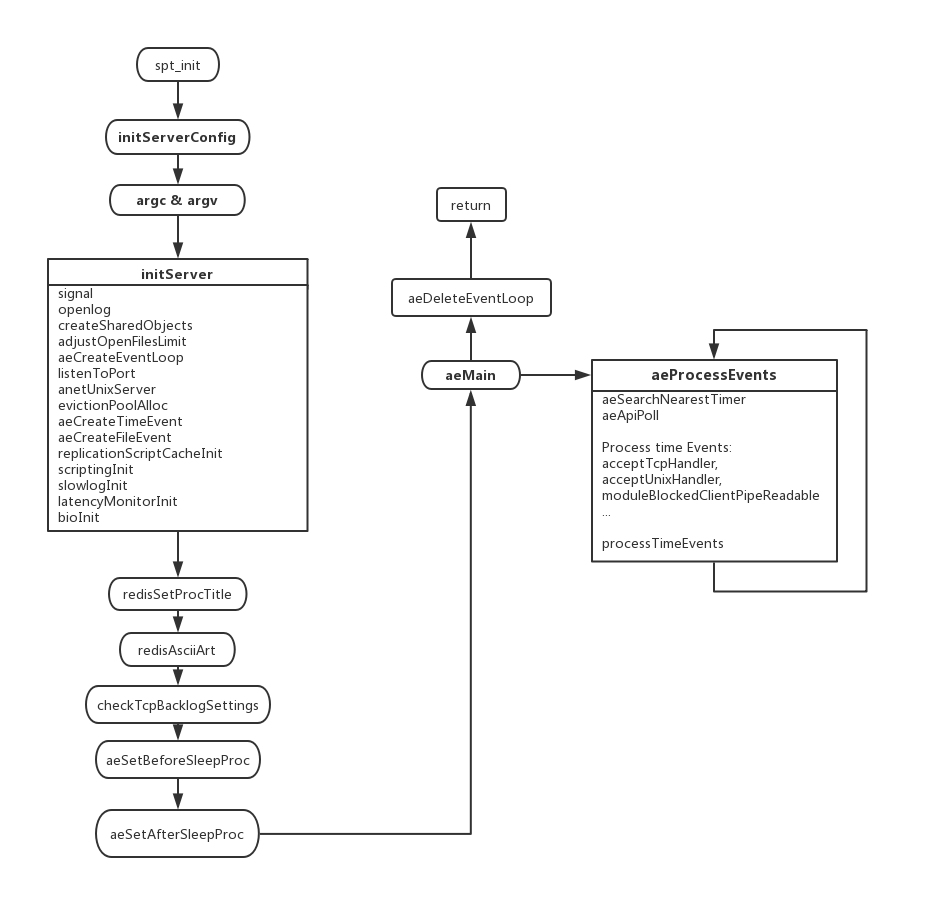 spt_init
initServerConfig
argc & argv
initServer
signal
openlog
createSharedObjects
adjustOpenFilesLimit
aeCreateEventLoop
listenToPort
anetUnixServer
evictionPoolAlloc
aeCreateTimeEvent
aeCreateFileEvent
replicationScriptCacheInit
scriptingInit
slowlogInit
latencyMonitorInit
bioInit
redisSetProcTitle
redisAsciiArt
checkTcpBacklogSettings
aeSetBeforeSleepProc
aeSetAfterSleepProc
return
aeDeleteEventLoop
aeMain
aeProcessEvents
aeSearchNearestTimer
aeApiPoll
Process time Events:
acceptTcpHandler,
acceptUnixHandler,
moduleBlockedClientPipeReadable
...
processTimeEvents